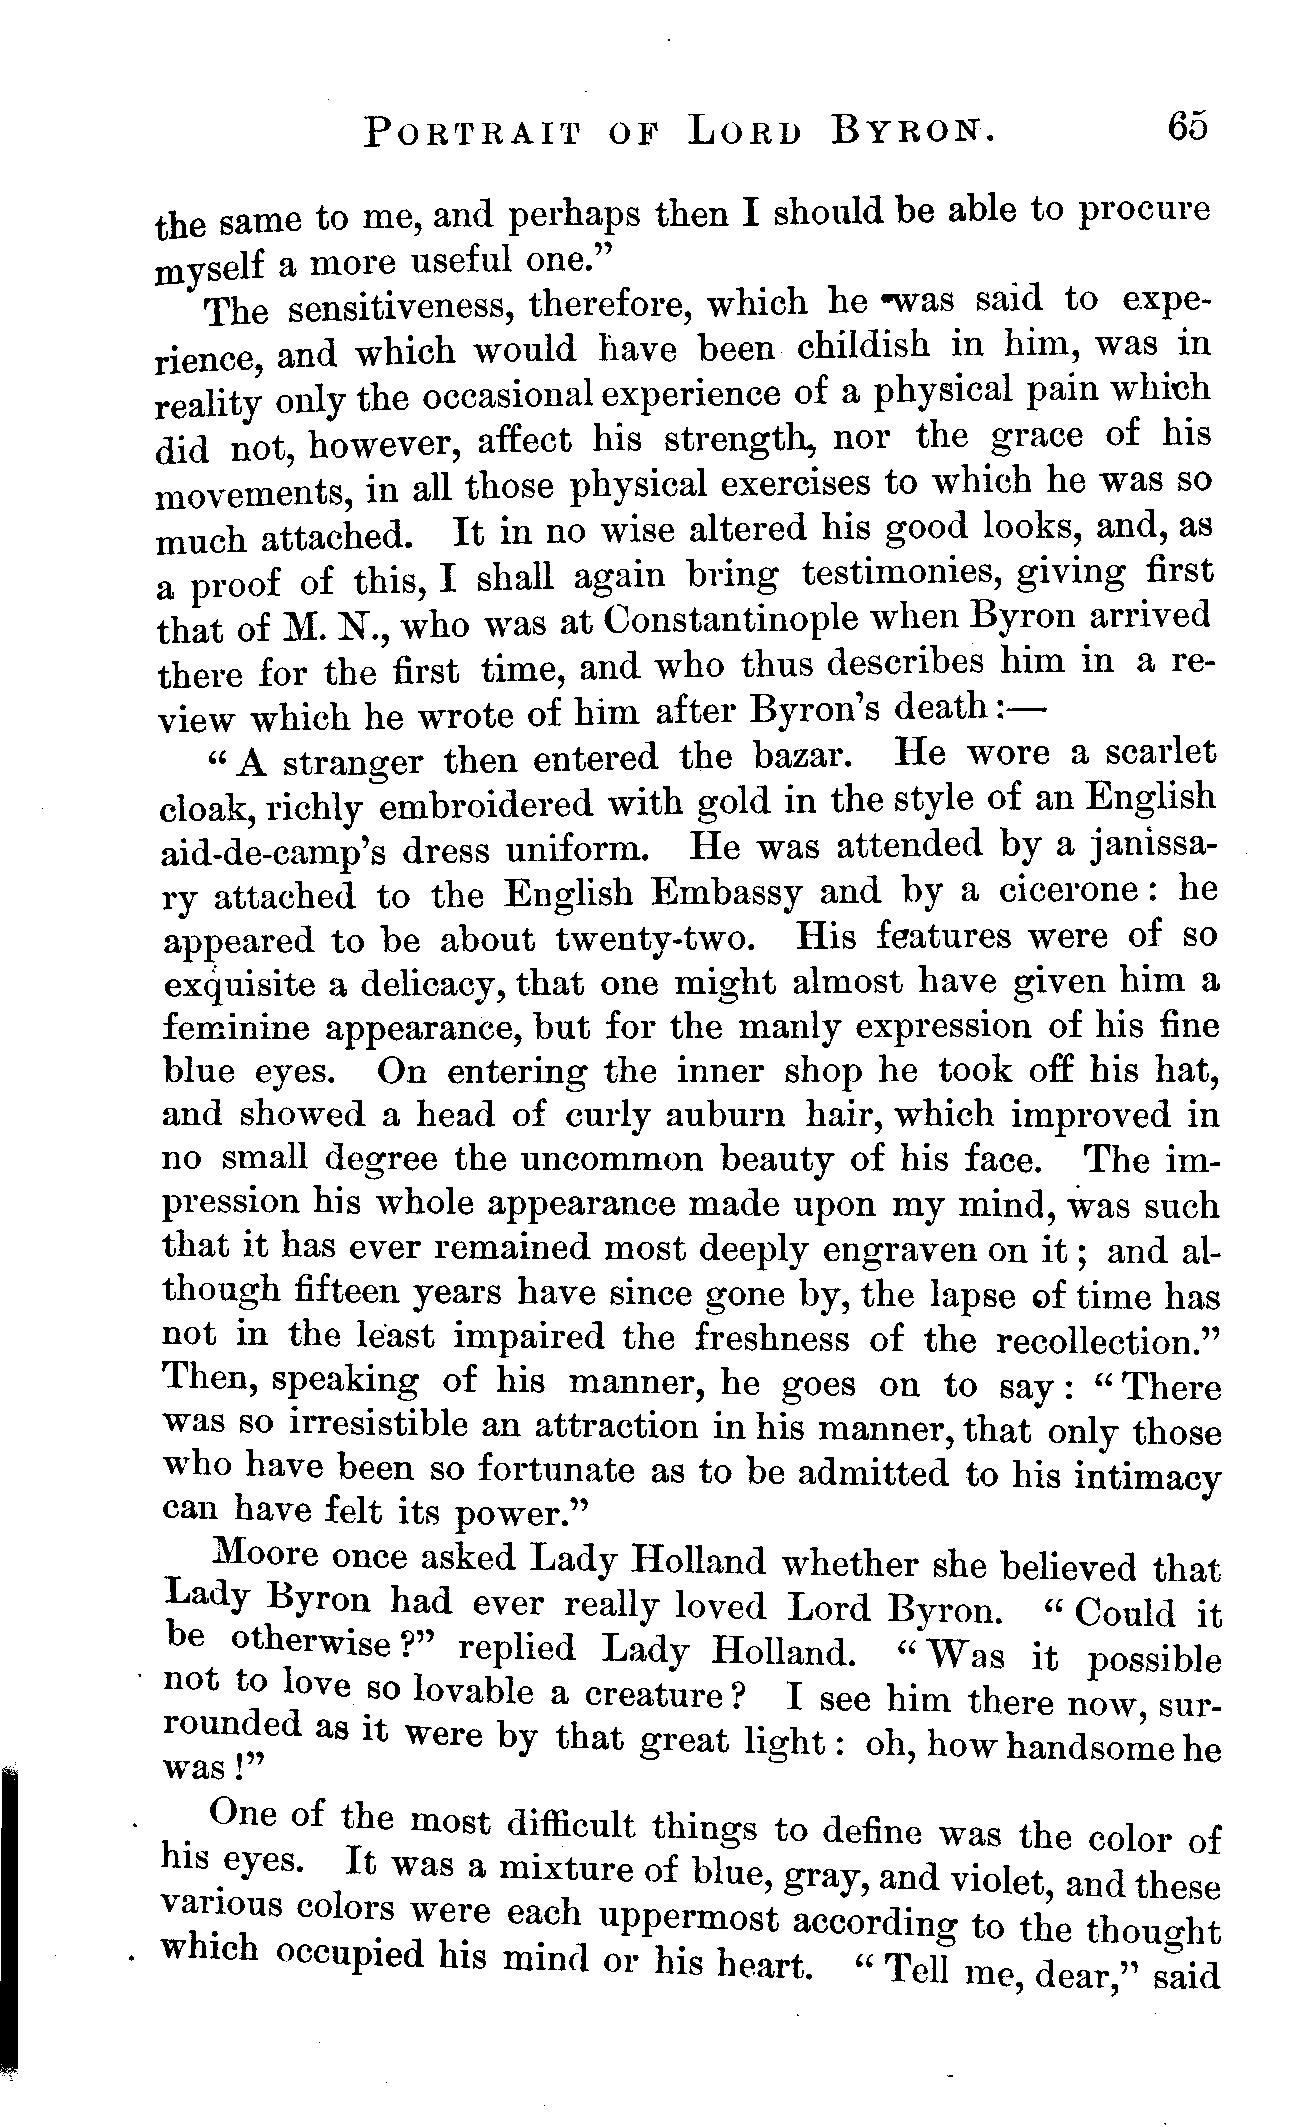 PORTRAIT OF LORD BYRON. 65
the same to me, and perhaps then I should be able to procure
myself a more useful one.”
The sensitiveness, therefore, which he was said to expe-
rience, and which would have been childish in him, was in
reality only the occasional experience of a physical pain which
did not, however, affect his strength, nor the grace of his
movements, in all those physical exercises to which he was so
much attached. It in no wise altered his good looks, and, as
a proof of this, I shall again bring testimonies, giving first
that of M. N., who was at Constantinople when Byron arrived
there for the first time, and who thus describes him in a re-
view which he wrote of him after Byron’s death:—
“A stranger then entered the bazar. He wore a scarlet
cloak, richly embroidered with gold in the style of an English
aid-de-camp’s dress uniform. He was attended by a janissa-
ry attached to the English Embassy and by a cicerone: he
appeared to be about twenty-two. His features were of so
exquisite a delicacy, that one might almost have given him a
feminine appearance, but for the manly expression of his fine
blue eyes. On entering the inner shop he took off his hat,
and showed a head of curly auburn hair, which improved in
no small degree the uncommon beauty of his face. The im-
pression his whole appearance made upon my mind, was such
that it has ever remained most deeply engraven on it; and al-
though fifteen years have since gone by, the lapse of time has
not in the least impaired the freshness of the recollection.”
Then, speaking of his manner, he goes on to say: “There
was so irresistible an attraction in his manner, that only those
who have been so fortunate as to be admitted to his intimacy
can have felt its power.”
Moore once asked Lady Holland whether she believed that
Lady Byron had ever really loved Lord Byron. “Could it
be otherwise?” replied Lady Holland. “Was it possible
not to love so lovable a creature? I see him there now, sur-
rounded as it were by that great light: oh, how handsome he
was!”
One of the most difficult things to define was the color of
his eyes. It was a mixture of blue, gray, and violet, and these
various colors were each uppermost according to the thought
which occupied his mind or his heart. “Tell me, dear,” said